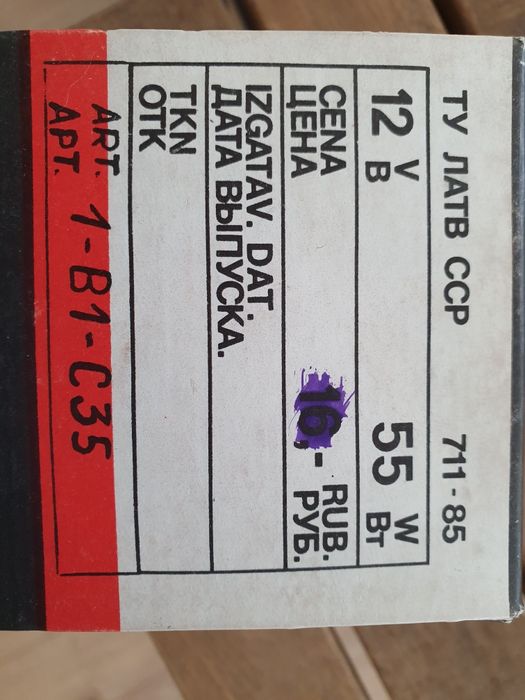 ТУ ЛАТВ ССР 711-85
12 V 55 W
В Вт
CENA 16,- RUB.
ЦЕНА РУБ.
IZGATAV. DAT.
ДАТА ВЫПУСКА.
TKN
ОТК
ART. 1-B1-C35
АРТ.